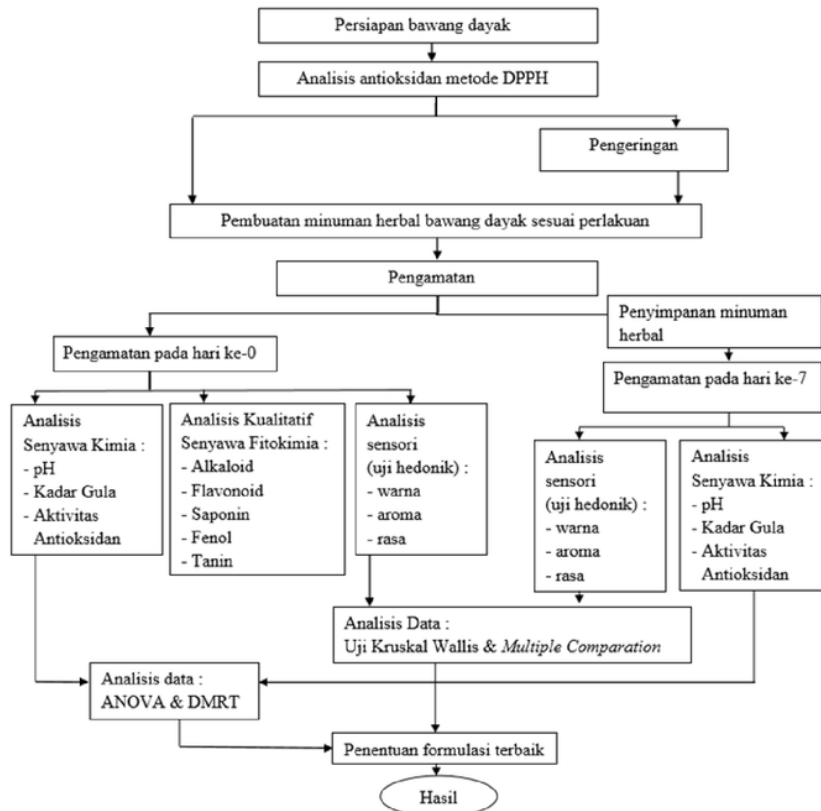 Persiapan bawang dayak
Analisis antioksidan metode DPPH
Pengeringan
Pembuatan minuman herbal bawang dayak sesuai perlakuan
Pengamatan
Penyimpanan minuman
herbal
Pengamatan pada hari ke-0
Pengamatan pada hari ke-7
Analisis
Senyawa Kimia :
- pH
- Kadar Gula
- Aktivitas
Antioksidan
Analisis Kualitatif
Senyawa Fitokimia :
- Alkaloid
- Flavonoid
- Saponin
- Fenol
- Tanin
Analisis
sensori
(uji hedonik) :
- warna
- aroma
- rasa
Analisis
sensori
(uji hedonik) :
- warna
- aroma
- rasa
Analisis
Senyawa Kimia :
- pH
- Kadar Gula
- Aktivitas
Antioksidan
Analisis Data :
Uji Kruskal Wallis & Multiple Comparation
Analisis data :
ANOVA & DMRT
Penentuan formulasi terbaik
Hasil